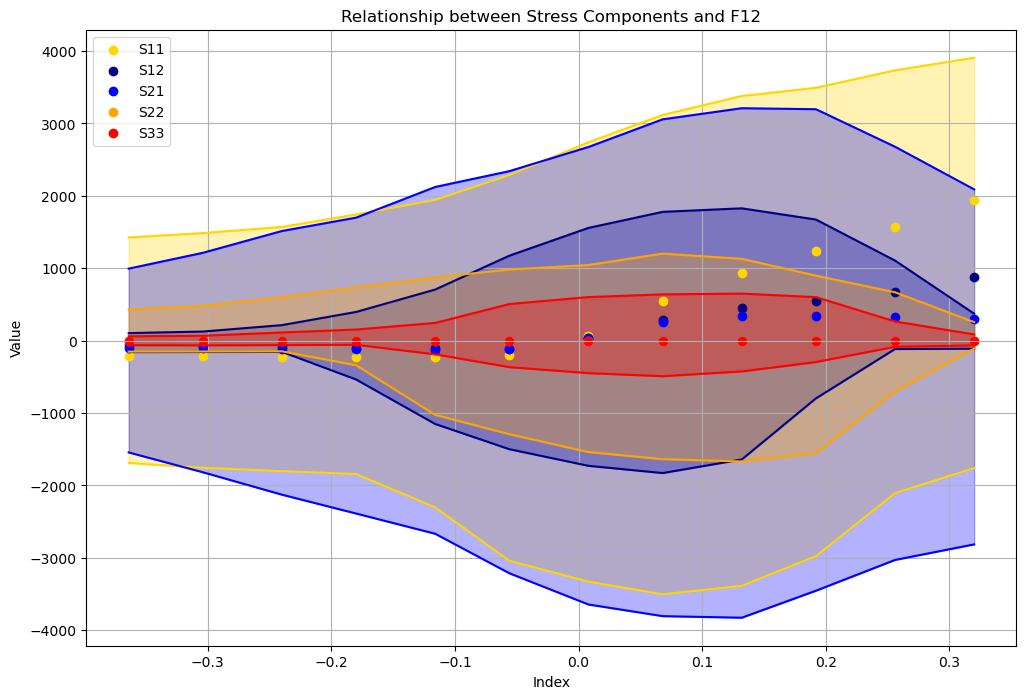 Relationship between Stress Components and F12
S11
S12
S21
S22
S33
Value
4000
3000
2000
1000
0
−1000
−2000
−3000
−4000
−0.3
−0.2
−0.1
0.0
0.1
0.2
0.3
Index